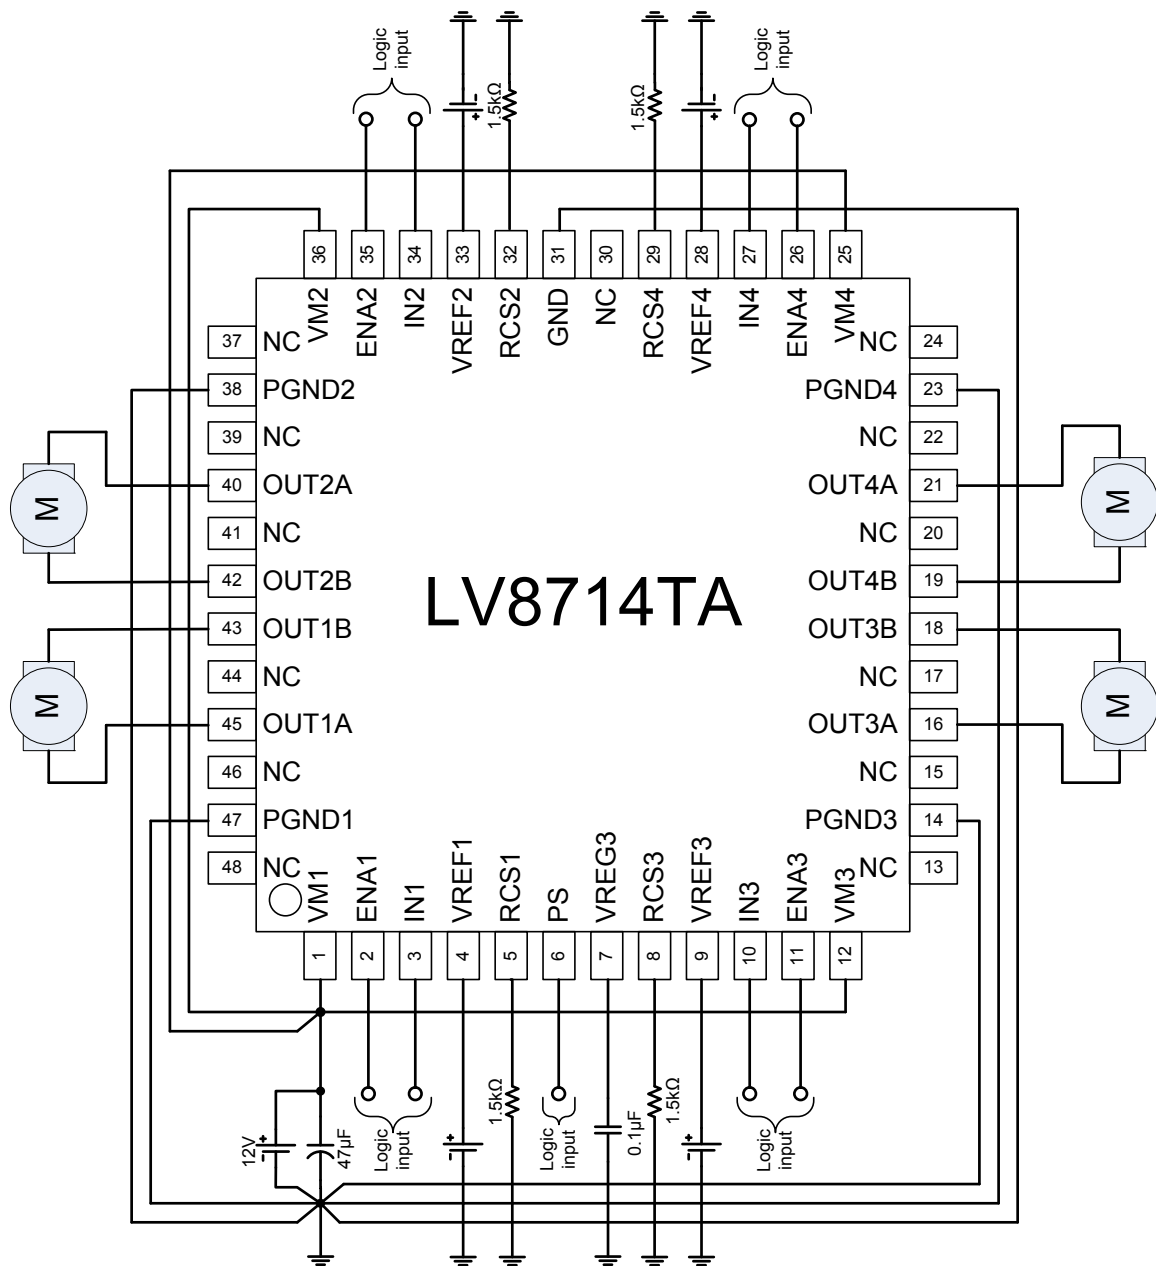 Logic
input
1.5kΩ
1.5kΩ
Logic
input
- +
- +
36 35 34 33 32 31 30 29 28 27 26 25
VM2 ENA2 IN2 VREF2 RCS2 GND NC RCS4 VREF4 IN4 ENA4 VM4
37 NC
NC 24
38 PGND2
PGND4 23
39 NC
NC 22
M
40 OUT2A
OUT4A 21
M
41 NC
NC 20
42 OUT2B
OUT4B 19
LV8714TA
43 OUT1B
OUT3B 18
44 NC
NC 17
M
45 OUT1A
OUT3A 16
M
46 NC
NC 15
47 PGND1
PGND3 14
48 NC
NC 13
VM1 ENA1 IN1 VREF1 RCS1 PS VREG3 RCS3 VREF3 IN3 ENA3 VM3
1 2 3 4 5 6 7 8 9 10 11 12
12V
+ -
47µF
Logic
input
+ -
1.5kΩ
Logic
input
0.1µF
1.5kΩ
+ -
Logic
input